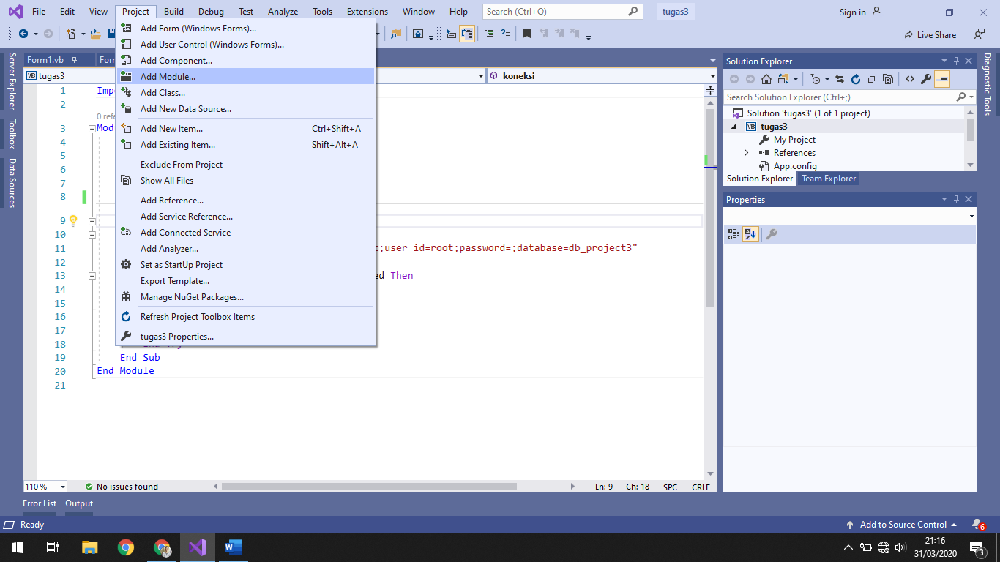 File Edit View Project Build Debug Test Analyze Tools Extensions Window Help Search (Ctrl+Q) tugas3 Sign in
Live Share
Add Form (Windows Forms)...
Add User Control (Windows Forms)...
Add Component...
Add Module...
Add Class...
Add New Data Source...
Add New Item... Ctrl+Shift+A
Add Existing Item... Shift+Alt+A
Exclude From Project
Show All Files
Add Reference...
Add Service Reference...
Add Connected Service
Add Analyzer...
Set as StartUp Project
Export Template...
Manage NuGet Packages...
Refresh Project Toolbox Items
tugas3 Properties...
Server Explorer
Toolbox
Data Sources
Form1.vb For
VB tugas3 koneksi
1 Impo
2
0 refe
3 Mod
4
5
6
7
8
9
10
11 t;user id=root;password=;database=db_project3"
12
13 ed Then
14
15
16
17
18 End Try
19 End Sub
20 End Module
21
110 % No issues found Ln: 9 Ch: 18 SPC CRLF
Solution Explorer
Search Solution Explorer (Ctrl+;)
Solution 'tugas3' (1 of 1 project)
VB tugas3
My Project
References
App.config
Solution Explorer Team Explorer
Properties
Diagnostic Tools
Error List Output
Ready Add to Source Control 6
21:16
31/03/2020
3